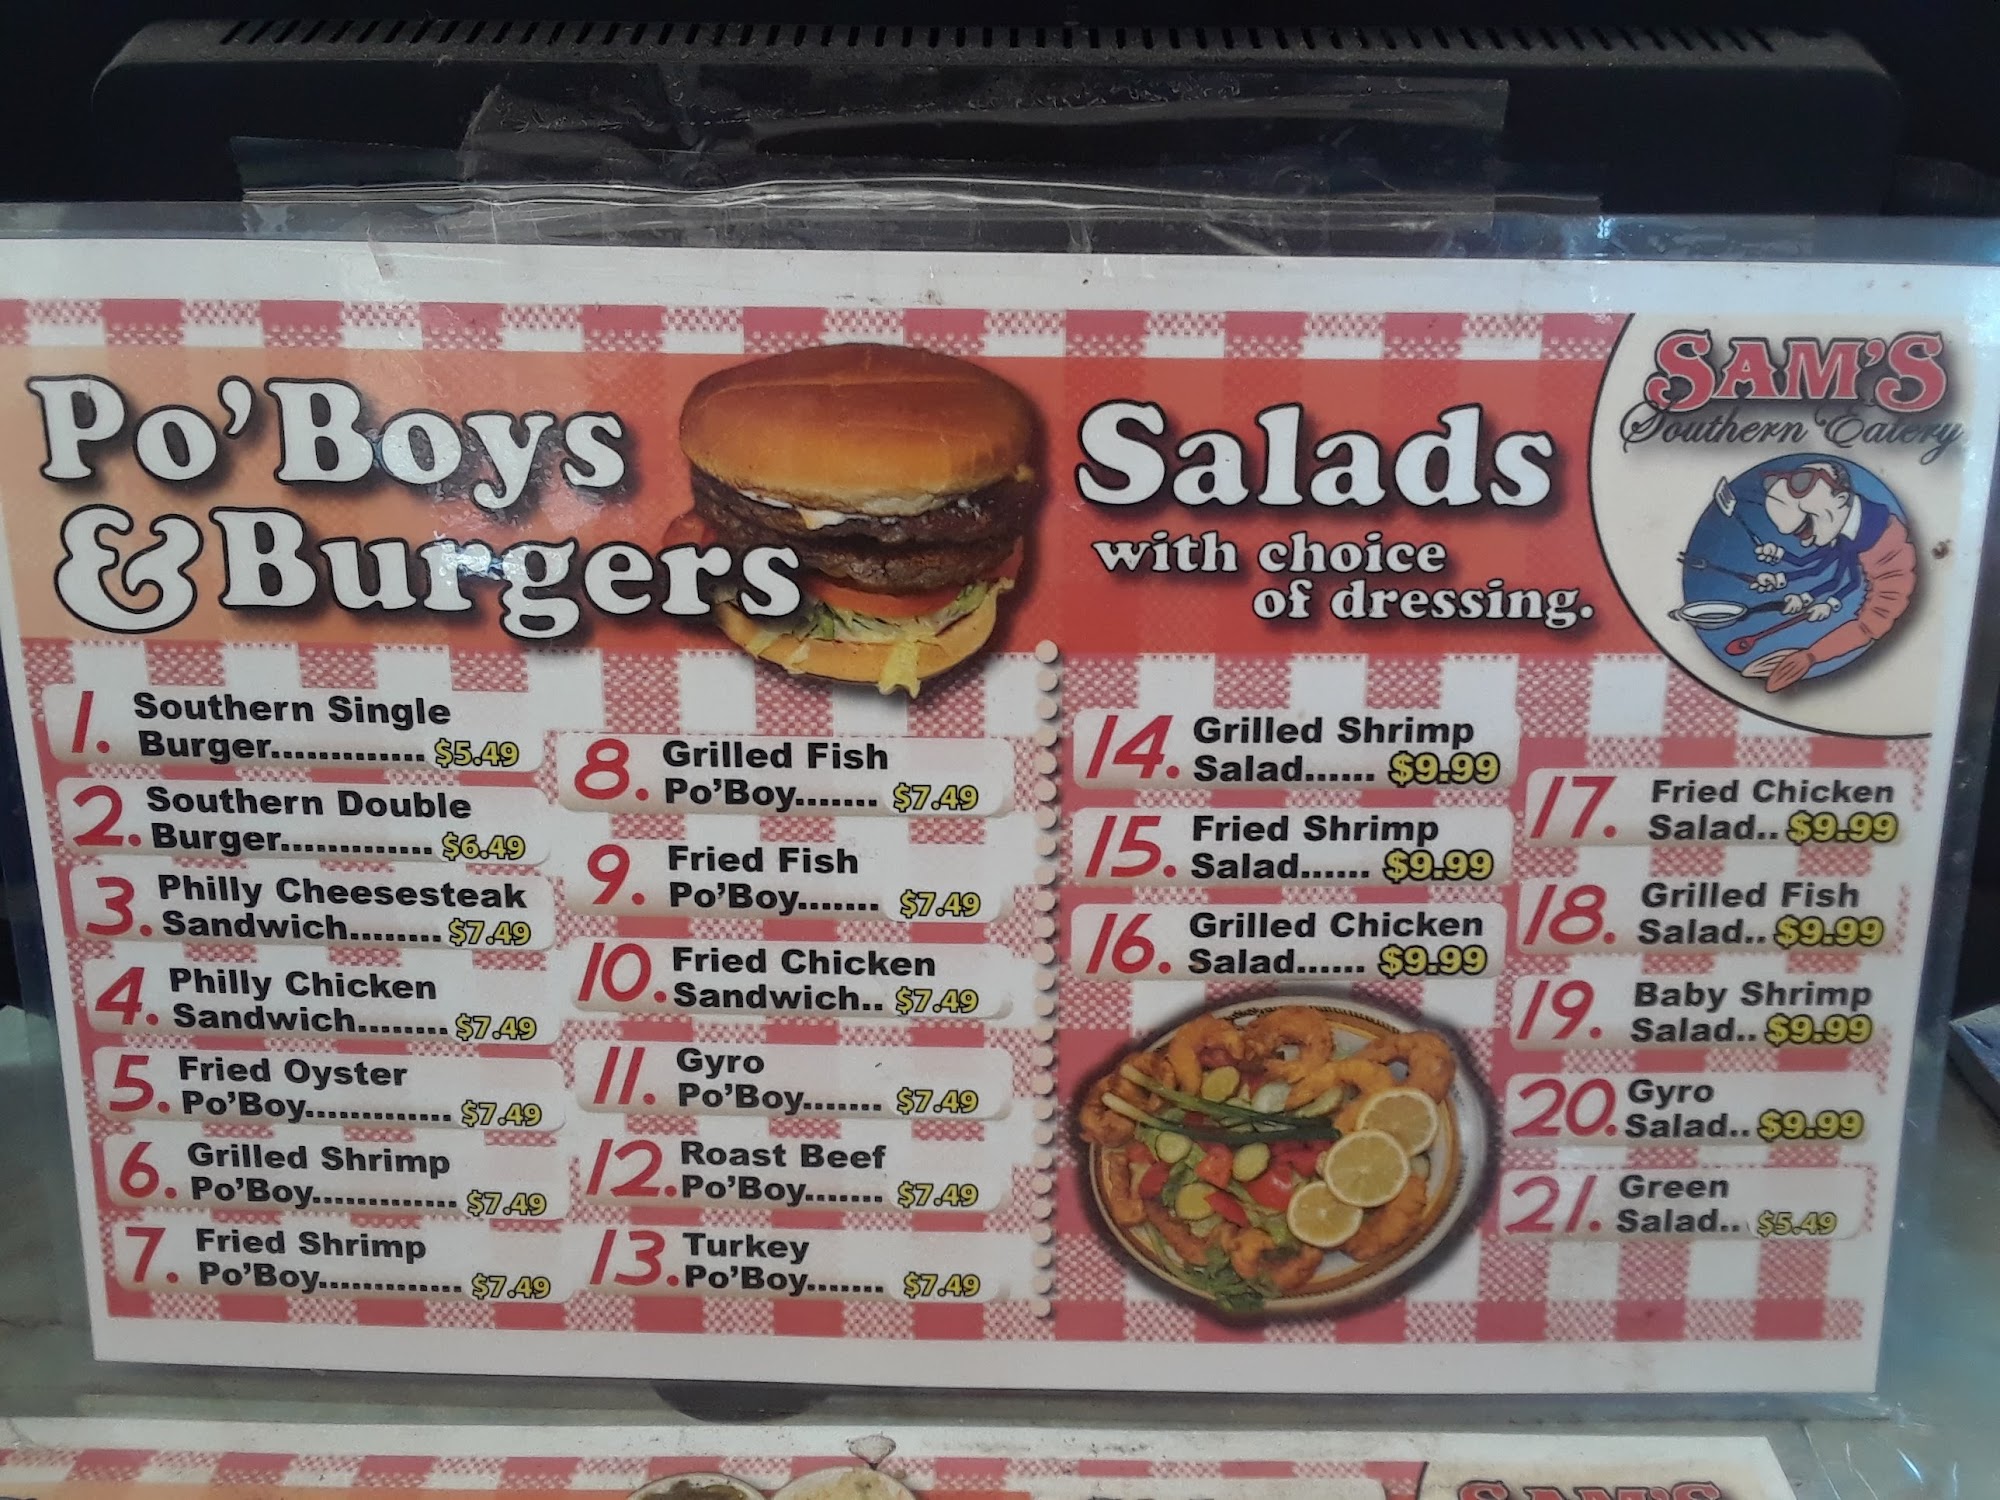 Po'Boys
& Burgers
1. Southern Single
Burger............. $5.49
2. Southern Double
Burger............. $6.49
3. Philly Cheesesteak
Sandwich........ $7.49
4. Philly Chicken
Sandwich........ $7.49
5. Fried Oyster
Po'Boy............. $7.49
6. Grilled Shrimp
Po'Boy............. $7.49
7. Fried Shrimp
Po'Boy............. $7.49
8. Grilled Fish
Po'Boy....... $7.49
9. Fried Fish
Po'Boy....... $7.49
10. Fried Chicken
Sandwich.. $7.49
11. Gyro
Po'Boy....... $7.49
12. Roast Beef
Po'Boy....... $7.49
13. Turkey
Po'Boy....... $7.49
Salads
with choice
of dressing.
14. Grilled Shrimp
Salad...... $9.99
15. Fried Shrimp
Salad...... $9.99
16. Grilled Chicken
Salad...... $9.99
17. Fried Chicken
Salad.. $9.99
18. Grilled Fish
Salad.. $9.99
19. Baby Shrimp
Salad.. $9.99
20. Gyro
Salad.. $9.99
21. Green
Salad.. $5.49
SAM'S
Southern Eatery
SAM'S